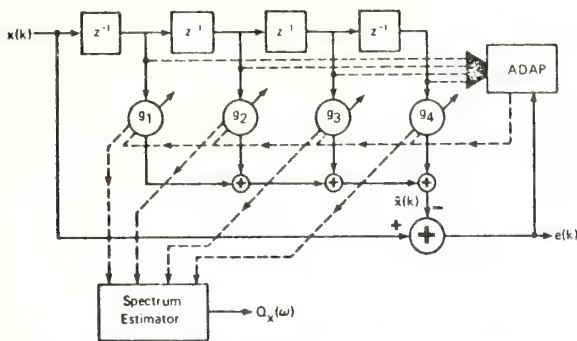 x(k)
z⁻¹
z⁻¹
z⁻¹
z⁻¹
ADAP
g₁
g₂
g₃
g₄
+
+
+
x̂(k)
−
+
+
e(k)
Spectrum
Estimator
Qₓ(ω)